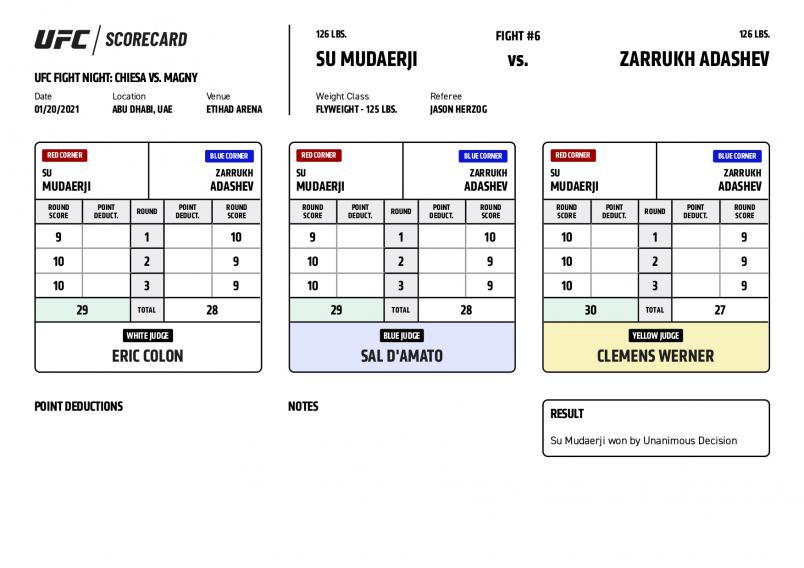 UFC / SCORECARD
UFC FIGHT NIGHT: CHIESA VS. MAGNY
Date Location Venue
01/20/2021 ABU DHABI, UAE ETIHAD ARENA
126 LBS. FIGHT #6 126 LBS.
SU MUDAERJI VS. ZARRUKH ADASHEV
Weight Class Referee
FLYWEIGHT - 125 LBS. JASON HERZOG
RED CORNER BLUE CORNER
SU ZARRUKH
MUDAERJI ADASHEV
ROUND SCORE POINT DEDUCT. ROUND POINT DEDUCT. ROUND SCORE
9 1 10
10 2 9
10 3 9
29 TOTAL 28
WHITE JUDGE
ERIC COLON
RED CORNER BLUE CORNER
SU ZARRUKH
MUDAERJI ADASHEV
ROUND SCORE POINT DEDUCT. ROUND POINT DEDUCT. ROUND SCORE
9 1 10
10 2 9
10 3 9
29 TOTAL 28
BLUE JUDGE
SAL D'AMATO
RED CORNER BLUE CORNER
SU ZARRUKH
MUDAERJI ADASHEV
ROUND SCORE POINT DEDUCT. ROUND POINT DEDUCT. ROUND SCORE
10 1 9
10 2 9
10 3 9
30 TOTAL 27
YELLOW JUDGE
CLEMENS WERNER
POINT DEDUCTIONS
NOTES
RESULT
Su Mudaerji won by Unanimous Decision